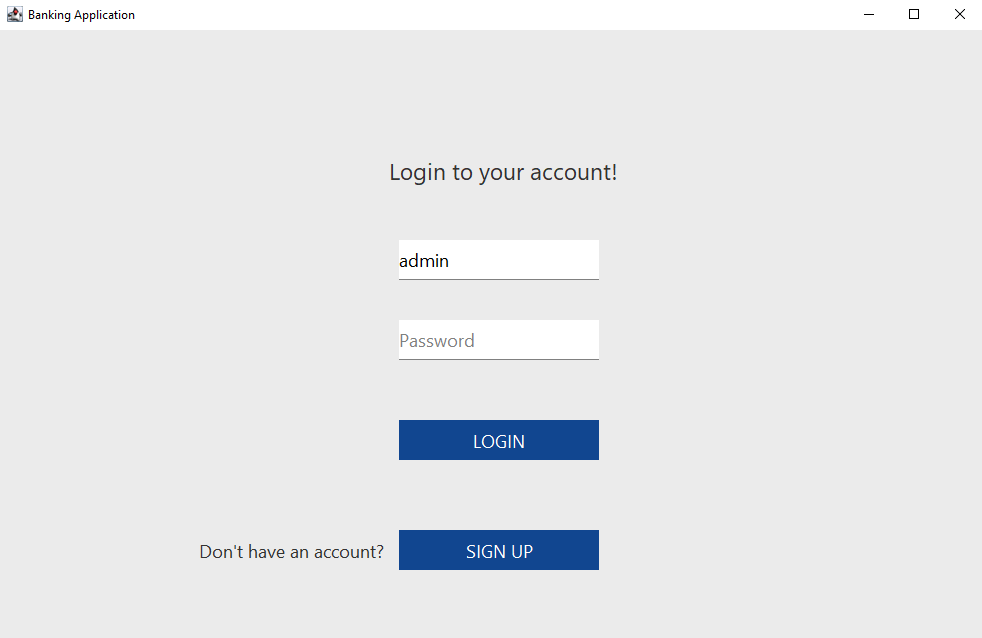 Banking Application
Login to your account!
admin
Password
LOGIN
Don't have an account?
SIGN UP